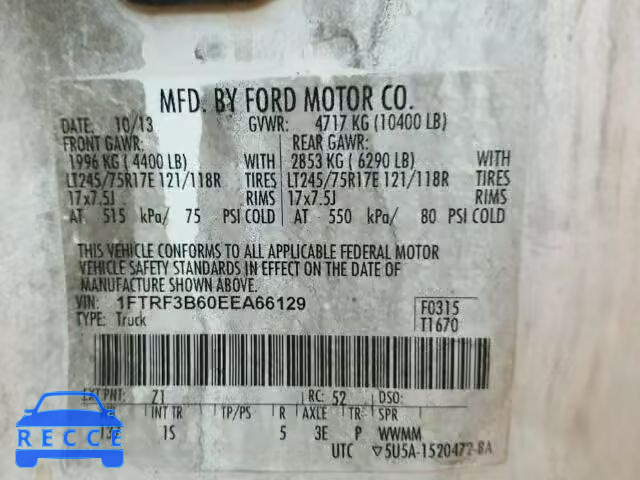 MFD. BY FORD MOTOR CO.
DATE: 10/13 GVWR: 4717 KG (10400 LB)
FRONT GAWR: REAR GAWR:
1996 KG ( 4400 LB) WITH 2853 KG ( 6290 LB) WITH
LT245/75R17E 121/118R TIRES LT245/75R17E 121/118R TIRES
17x7.5J RIMS 17x7.5J RIMS
AT 515 kPa/ 75 PSI COLD AT 550 kPa/ 80 PSI COLD
THIS VEHICLE CONFORMS TO ALL APPLICABLE FEDERAL MOTOR
VEHICLE SAFETY STANDARDS IN EFFECT ON THE DATE OF
MANUFACTURE SHOWN ABOVE.
VIN: 1FTRF3B60EEA66129 F0315
TYPE: Truck T1670
EXT PNT: Z1 RC: 52 DSO:
INT TR TP/PS R AXLE TR SPR
13 1S 5 3E P WWMM
UTC ▽5U5A-1520472-BA
RECCE